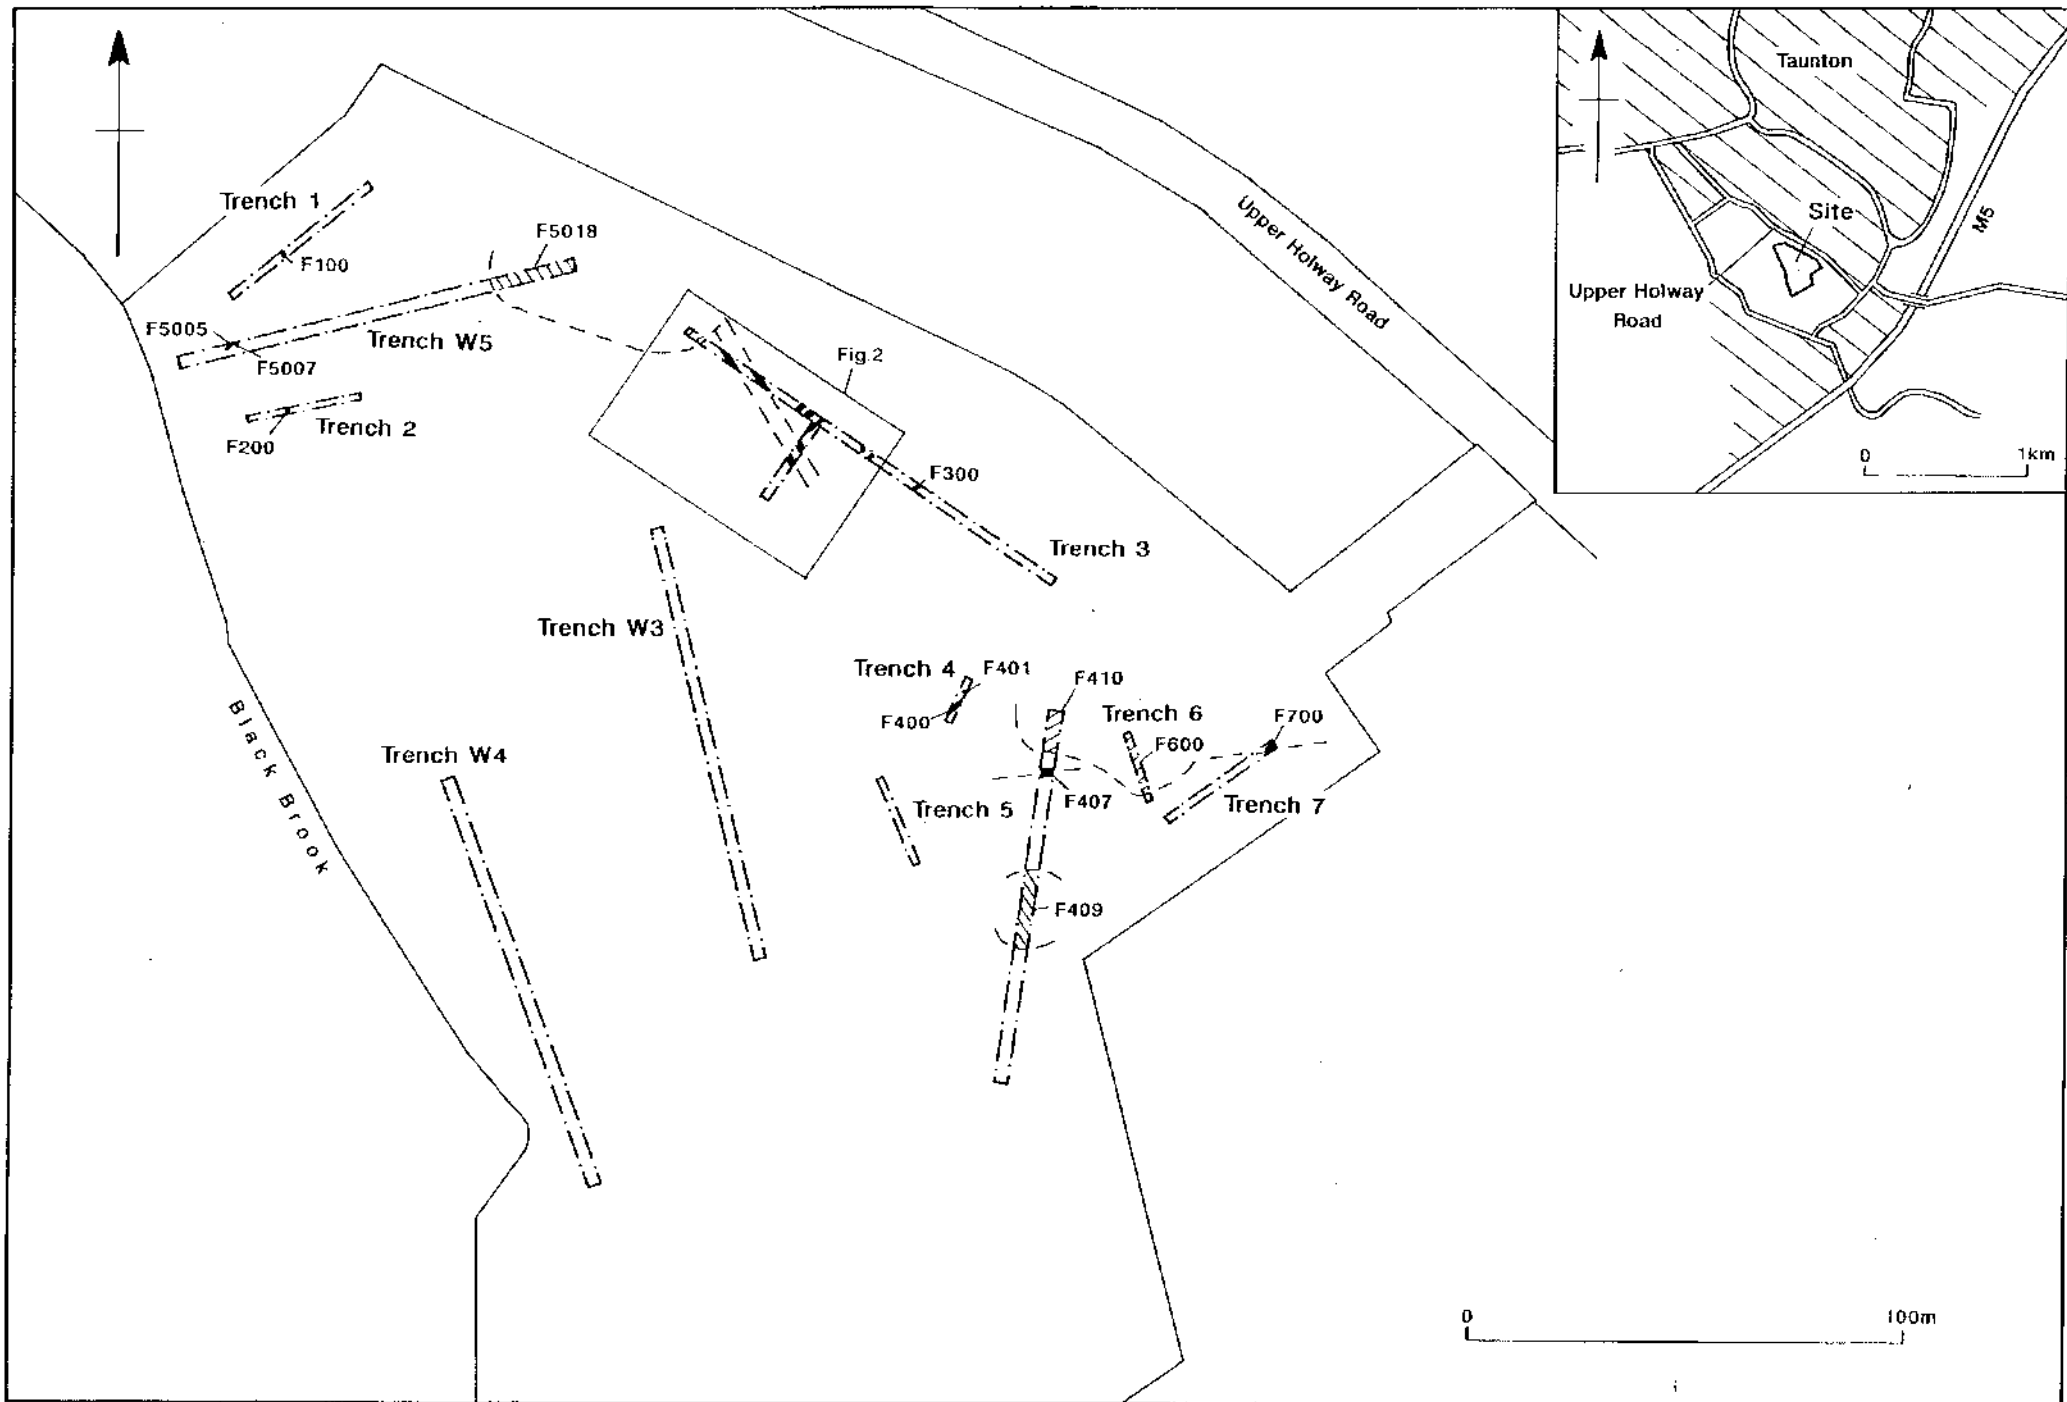 Taunton
Site
M5
Upper Holway
Road
0
1km
Trench 1
F100
F5018
F5005
F5007
Trench W5
F200
Trench 2
Fig.2
Upper Holway Road
F300
Trench 3
Trench W3
Trench 4
F401
F400
F410
Trench 6
F600
F700
Trench W4
Black Brook
Trench 5
F407
Trench 7
F409
0
100m